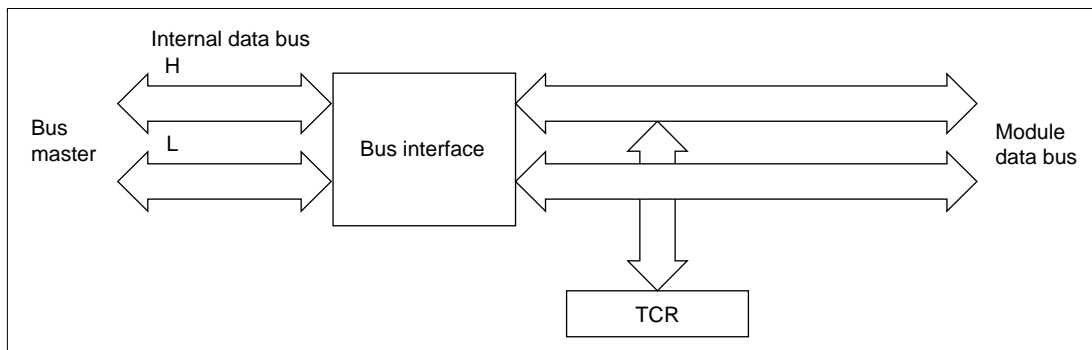 Internal data bus
H
Bus
master
L
Bus interface
Module
data bus
TCR